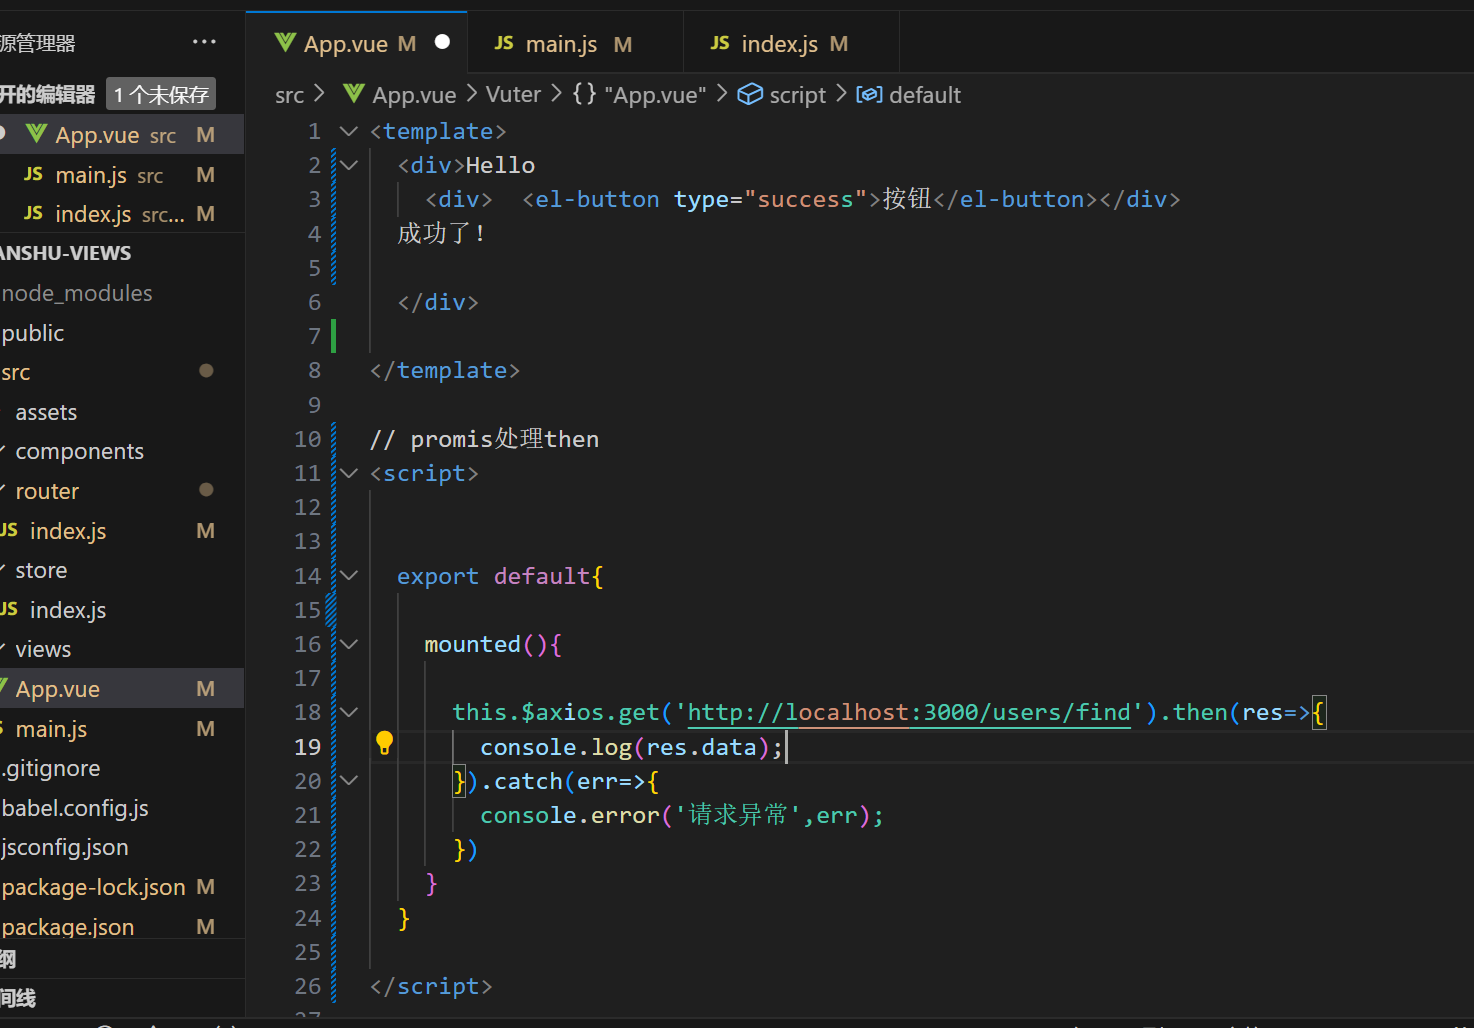 源管理器 ···
开的编辑器 1 个未保存
App.vue src M
JS main.js src M
JS index.js src... M
ANSHU-VIEWS
node_modules
public
src
assets
components
router
JS index.js M
store
JS index.js
views
App.vue M
main.js M
.gitignore
babel.config.js
jsconfig.json
package-lock.json M
package.json M
纲
间线
App.vue M
JS main.js M
JS index.js M
src > App.vue > Vuter > {} "App.vue" > script > default
1 <template>
2 <div>Hello
3 <div> <el-button type="success">按钮</el-button></div>
4 成功了！
5
6 </div>
7
8 </template>
9
10 // promis处理then
11 <script>
12
13
14 export default{
15
16 mounted(){
17
18 this.$axios.get('http://localhost:3000/users/find').then(res=>{
19 console.log(res.data);
20 }).catch(err=>{
21 console.error('请求异常',err);
22 })
23 }
24 }
25
26 </script>
27